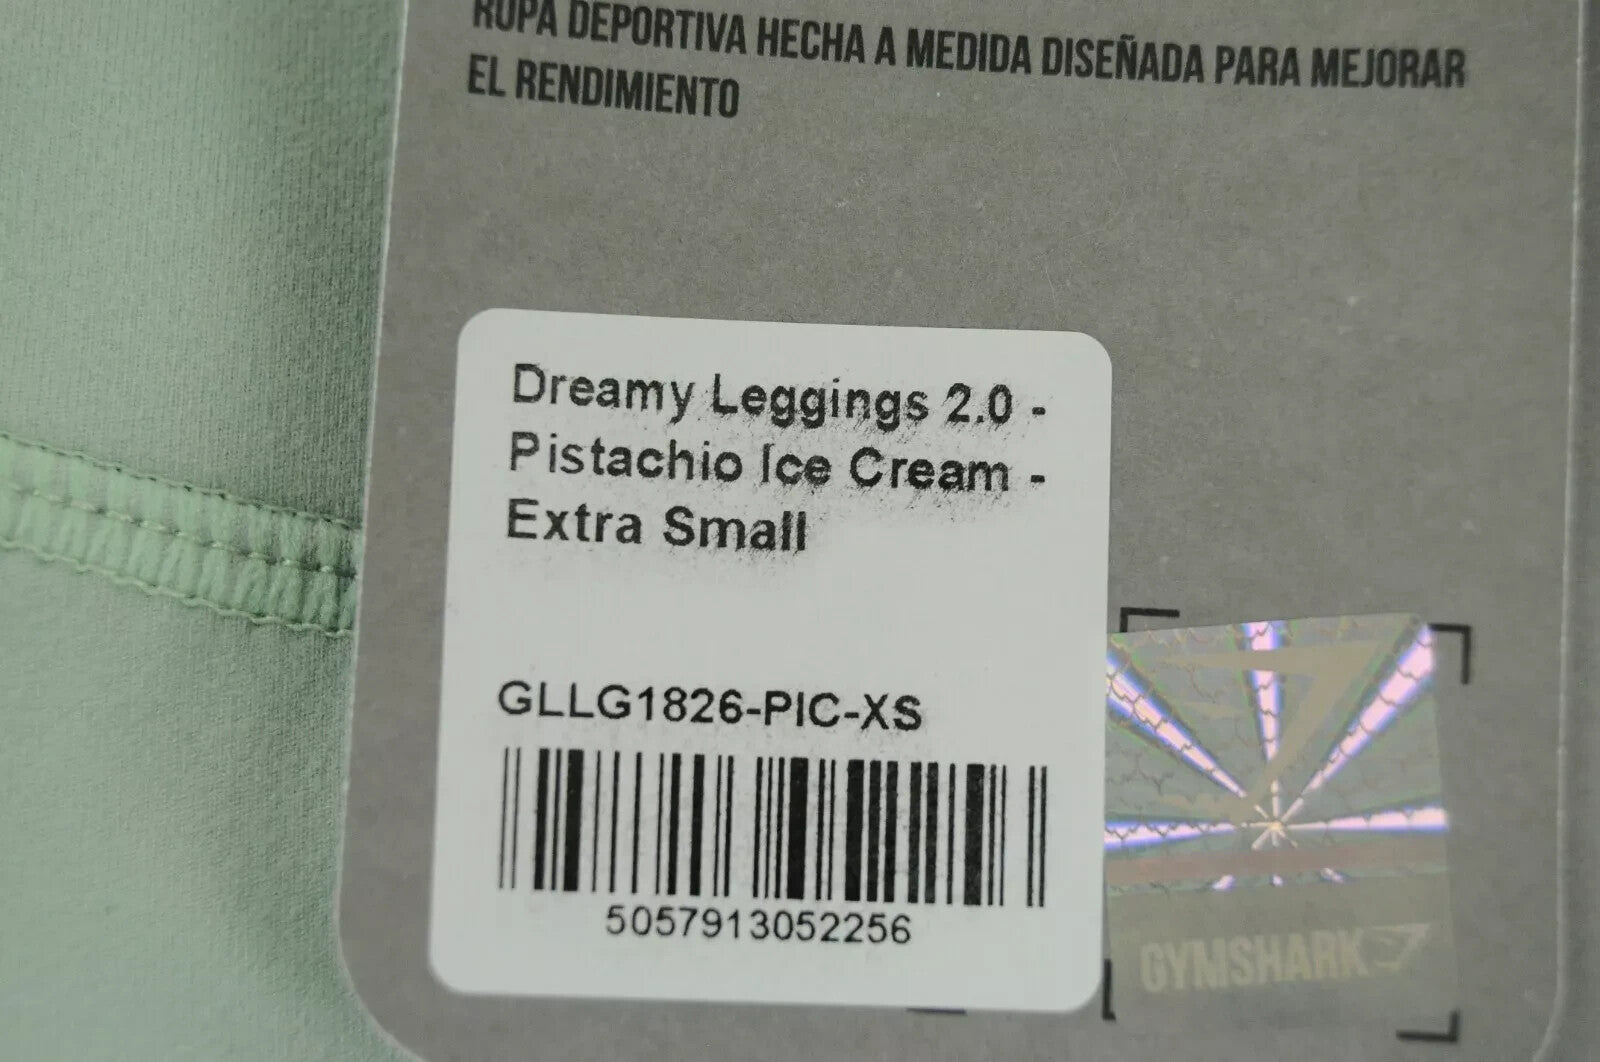 ROPA DEPORTIVA HECHA A MEDIDA DISEÑADA PARA MEJORAR
EL RENDIMIENTO
Dreamy Leggings 2.0 -
Pistachio Ice Cream -
Extra Small
GLLG1826-PIC-XS
5057913052256
GYMSHARK